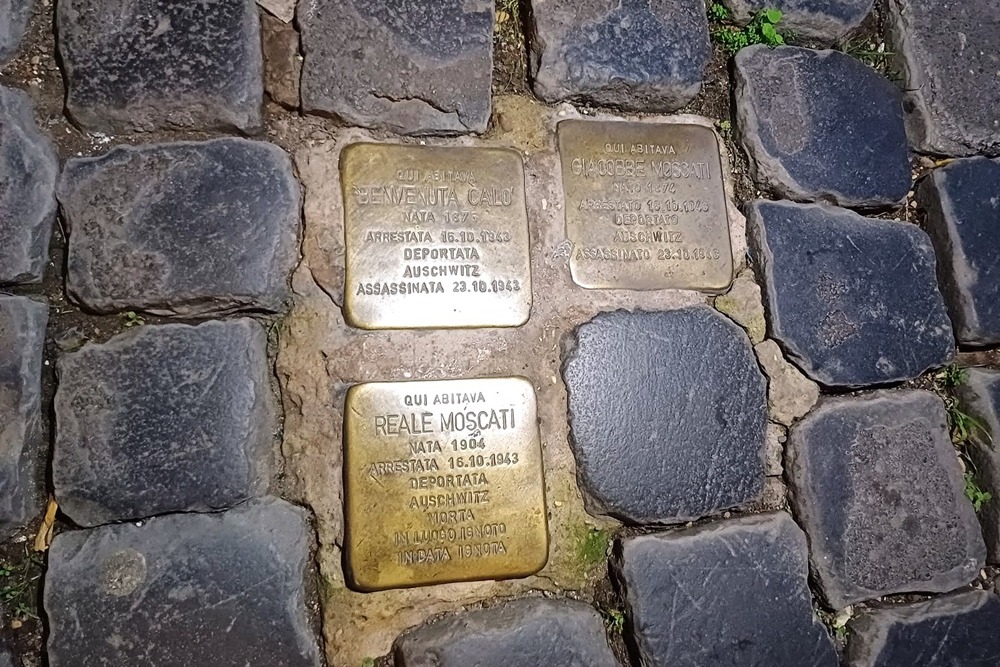 QUI ABITAVA
BENVENUTA CALO'
NATA 1875
ARRESTATA 16.10.1943
DEPORTATA
AUSCHWITZ
ASSASSINATA 23.10.1943
QUI ABITAVA
GIACOBBE MOSCATI
NATO 1876
ARRESTATO 16.10.1943
DEPORTATO
AUSCHWITZ
ASSASSINATO 23.10.1943
QUI ABITAVA
REALE MOSCATI
NATA 1904
ARRESTATA 16.10.1943
DEPORTATA
AUSCHWITZ
MORTA
IN LUOGO IGNOTO
IN DATA IGNOTA